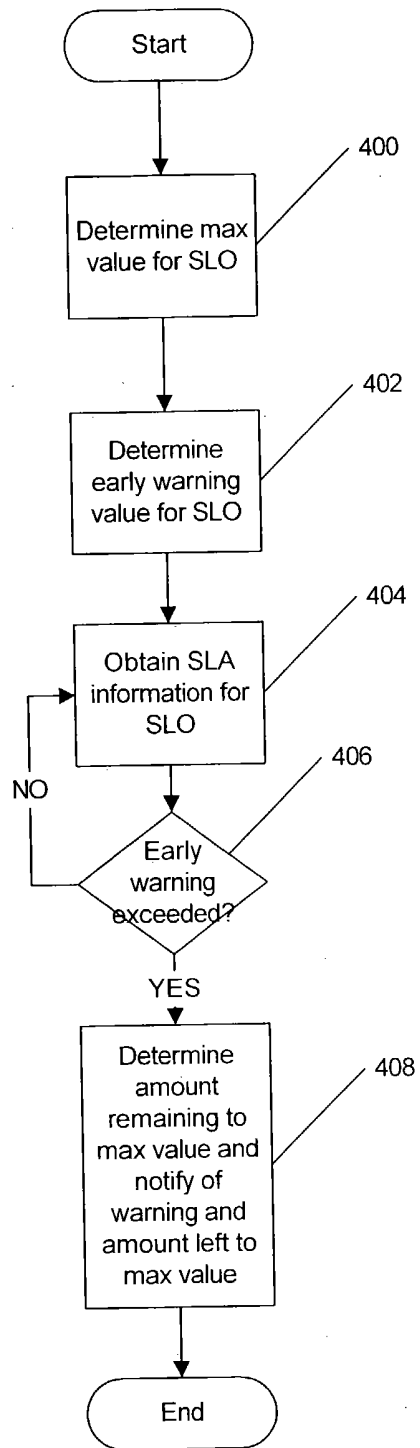 Start
400
Determine max
value for SLO
402
Determine
early warning
value for SLO
404
Obtain SLA
information for
SLO
406
NO
Early
warning
exceeded?
YES
408
Determine
amount
remaining to
max value and
notify of
warning and
amount left to
max value
End